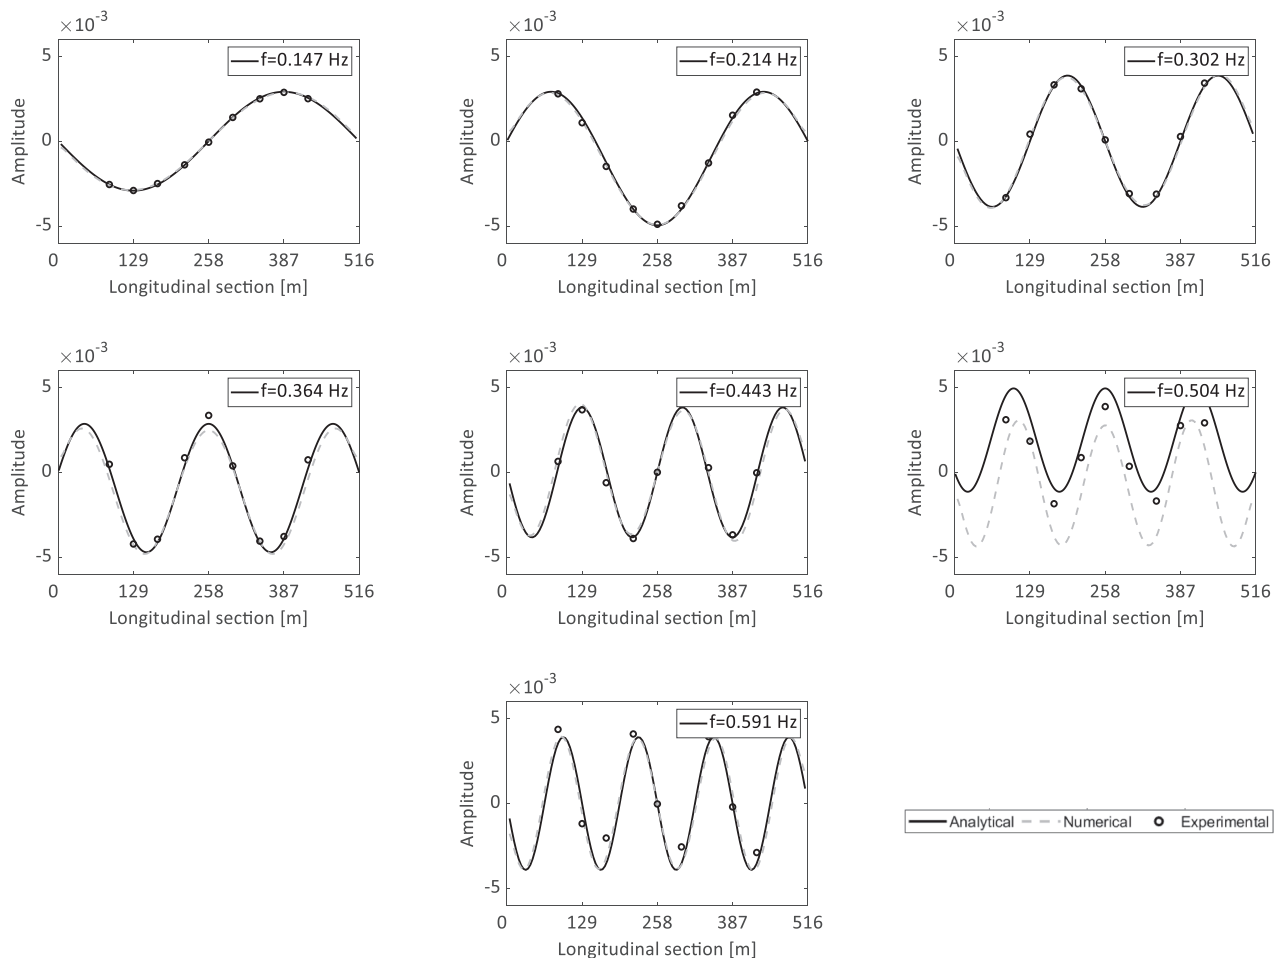 ×10-3
5
0
-5
Amplitude
f=0.147 Hz
0 129 258 387 516
Longitudinal section [m]
×10-3
5
0
-5
Amplitude
f=0.214 Hz
0 129 258 387 516
Longitudinal section [m]
×10-3
5
0
-5
Amplitude
f=0.302 Hz
0 129 258 387 516
Longitudinal section [m]
×10-3
5
0
-5
Amplitude
f=0.364 Hz
0 129 258 387 516
Longitudinal section [m]
×10-3
5
0
-5
Amplitude
f=0.443 Hz
0 129 258 387 516
Longitudinal section [m]
×10-3
5
0
-5
Amplitude
f=0.504 Hz
0 129 258 387 516
Longitudinal section [m]
×10-3
5
0
-5
Amplitude
f=0.591 Hz
0 129 258 387 516
Longitudinal section [m]
Analytical Numerical Experimental